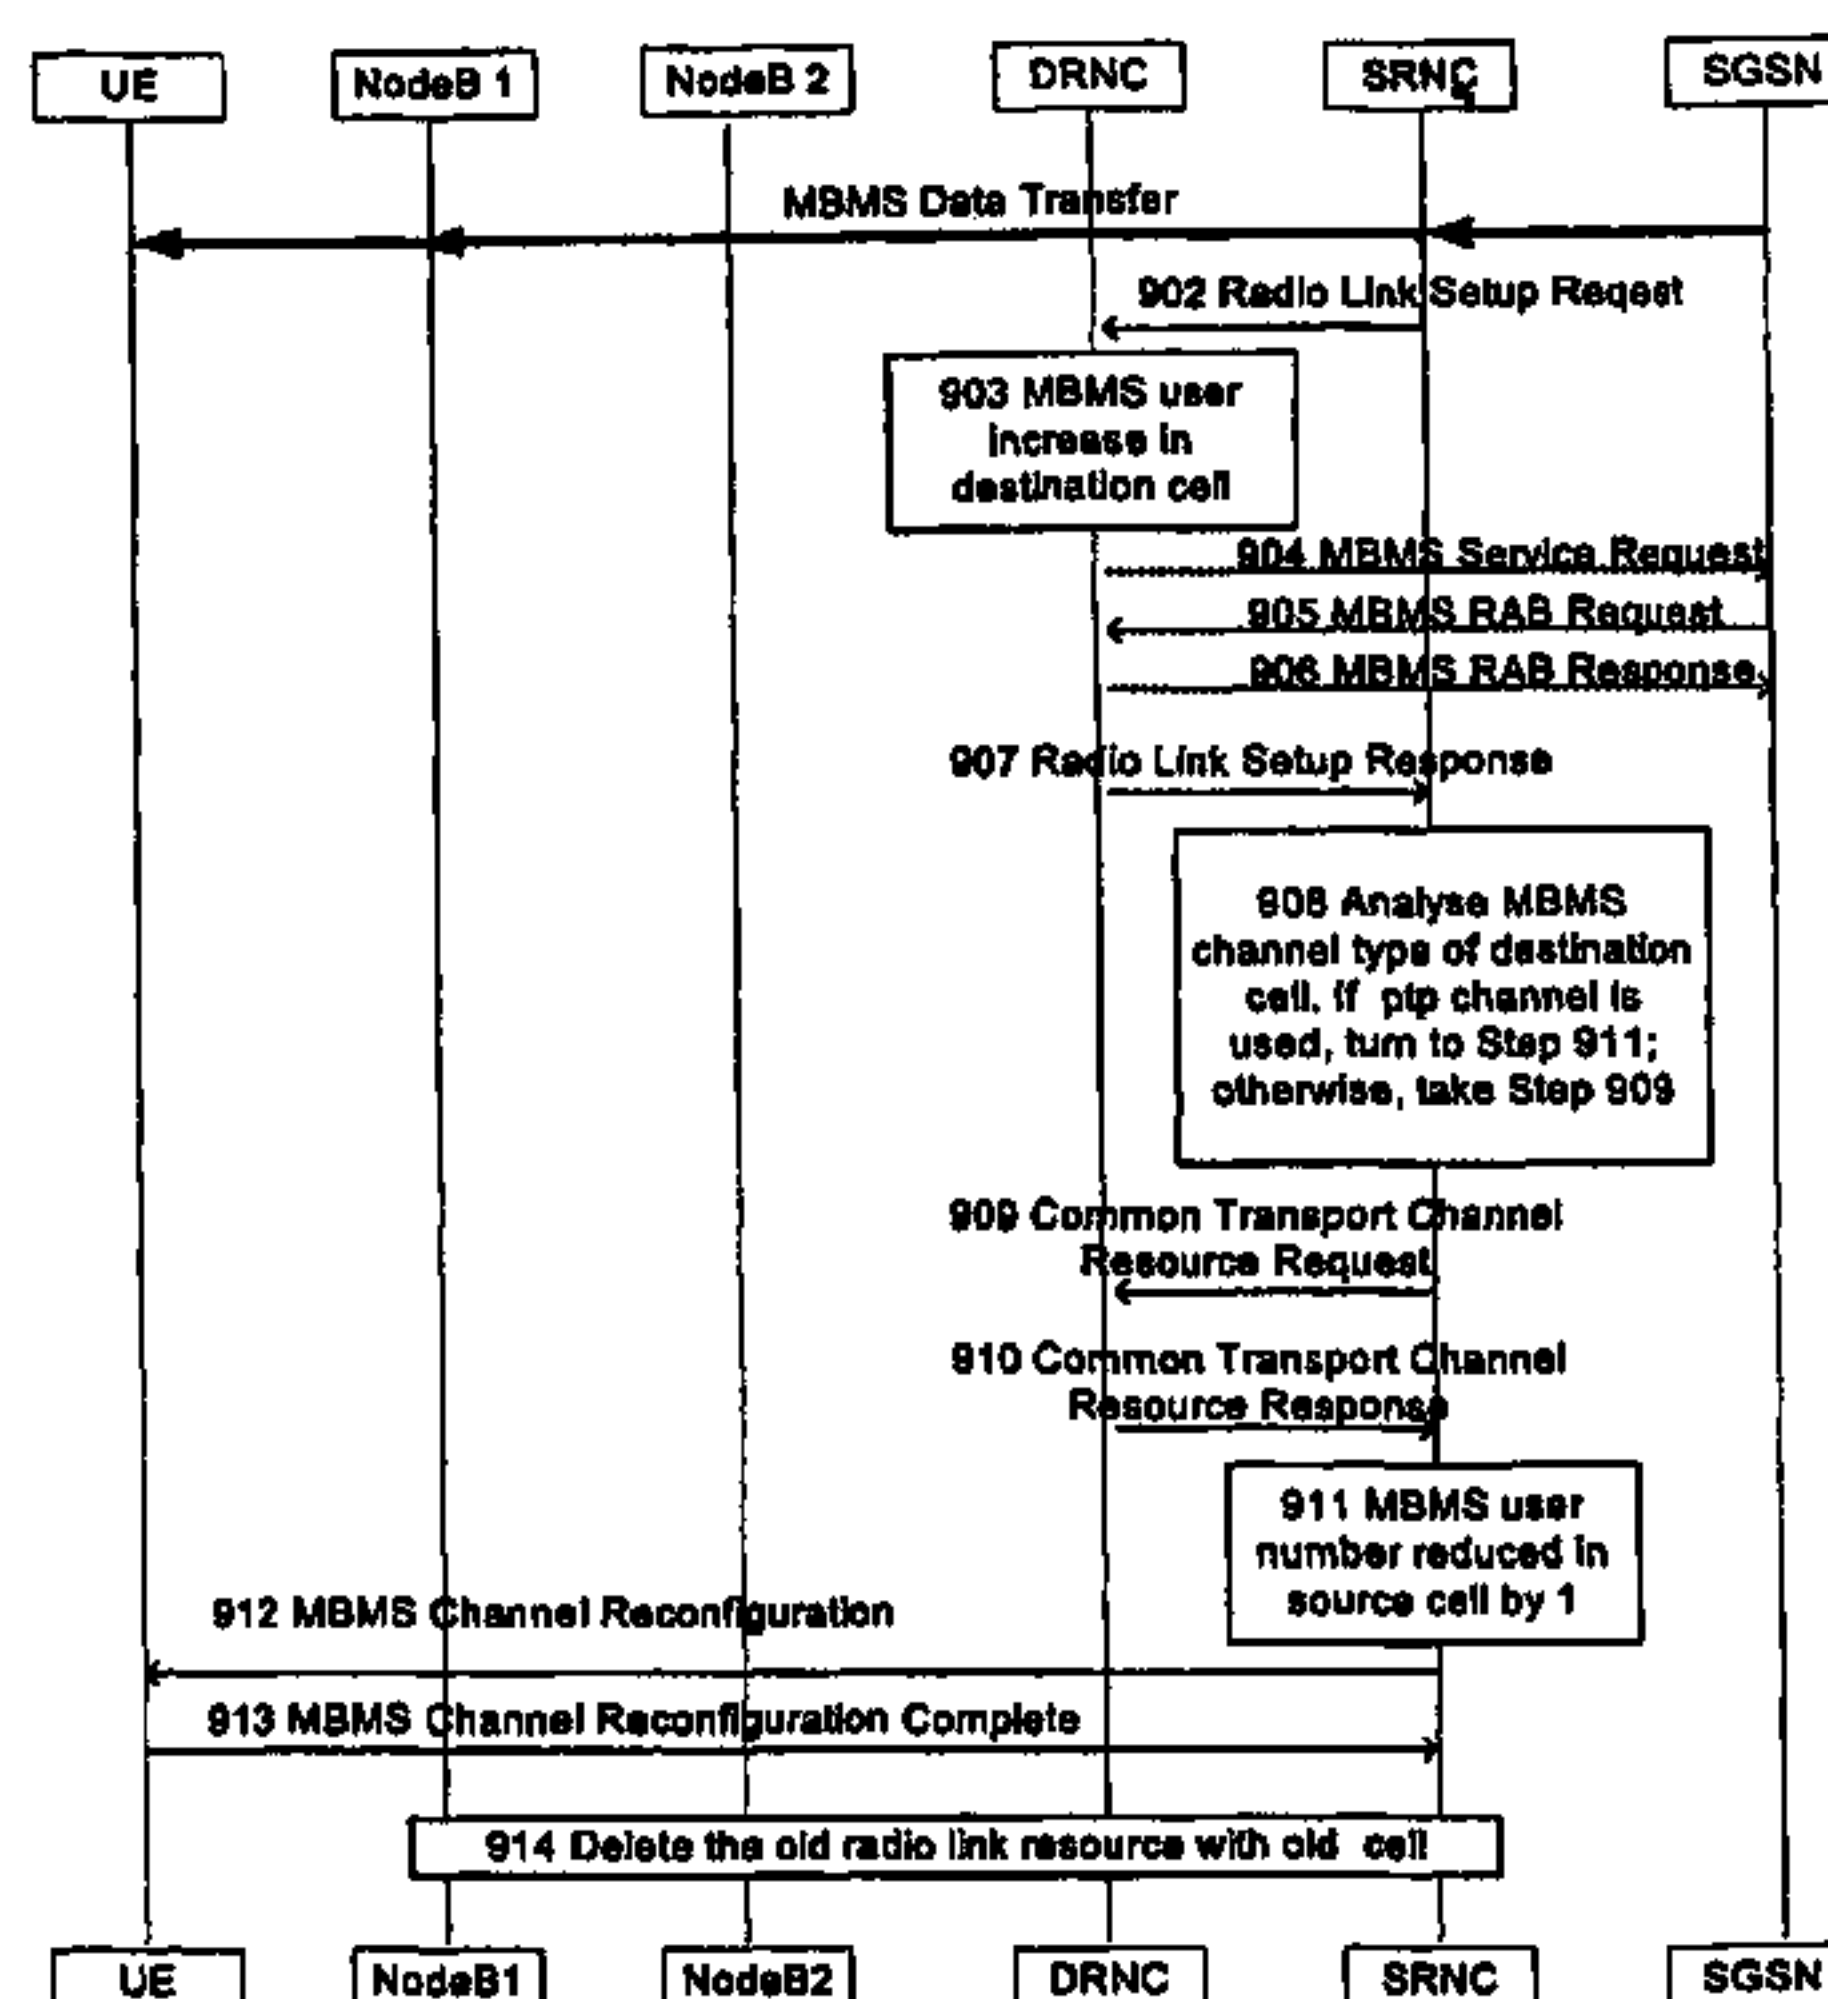 UE NodeB 1 NodeB 2 DRNC SRNC SGSN
MBMS Data Transfer
902 Radio Link Setup Reqest
903 MBMS user
increase in
destination cell
904 MBMS Service Request
905 MBMS RAB Request
906 MBMS RAB Response
907 Radio Link Setup Response
908 Analyse MBMS
channel type of destination
cell. If ptp channel is
used, turn to Step 911;
otherwise, take Step 909
909 Common Transport Channel
Resource Request
910 Common Transport Channel
Resource Response
911 MBMS user
number reduced in
source cell by 1
912 MBMS Channel Reconfiguration
913 MBMS Channel Reconfiguration Complete
914 Delete the old radio link resource with old cell
UE NodeB1 NodeB2 DRNC SRNC SGSN